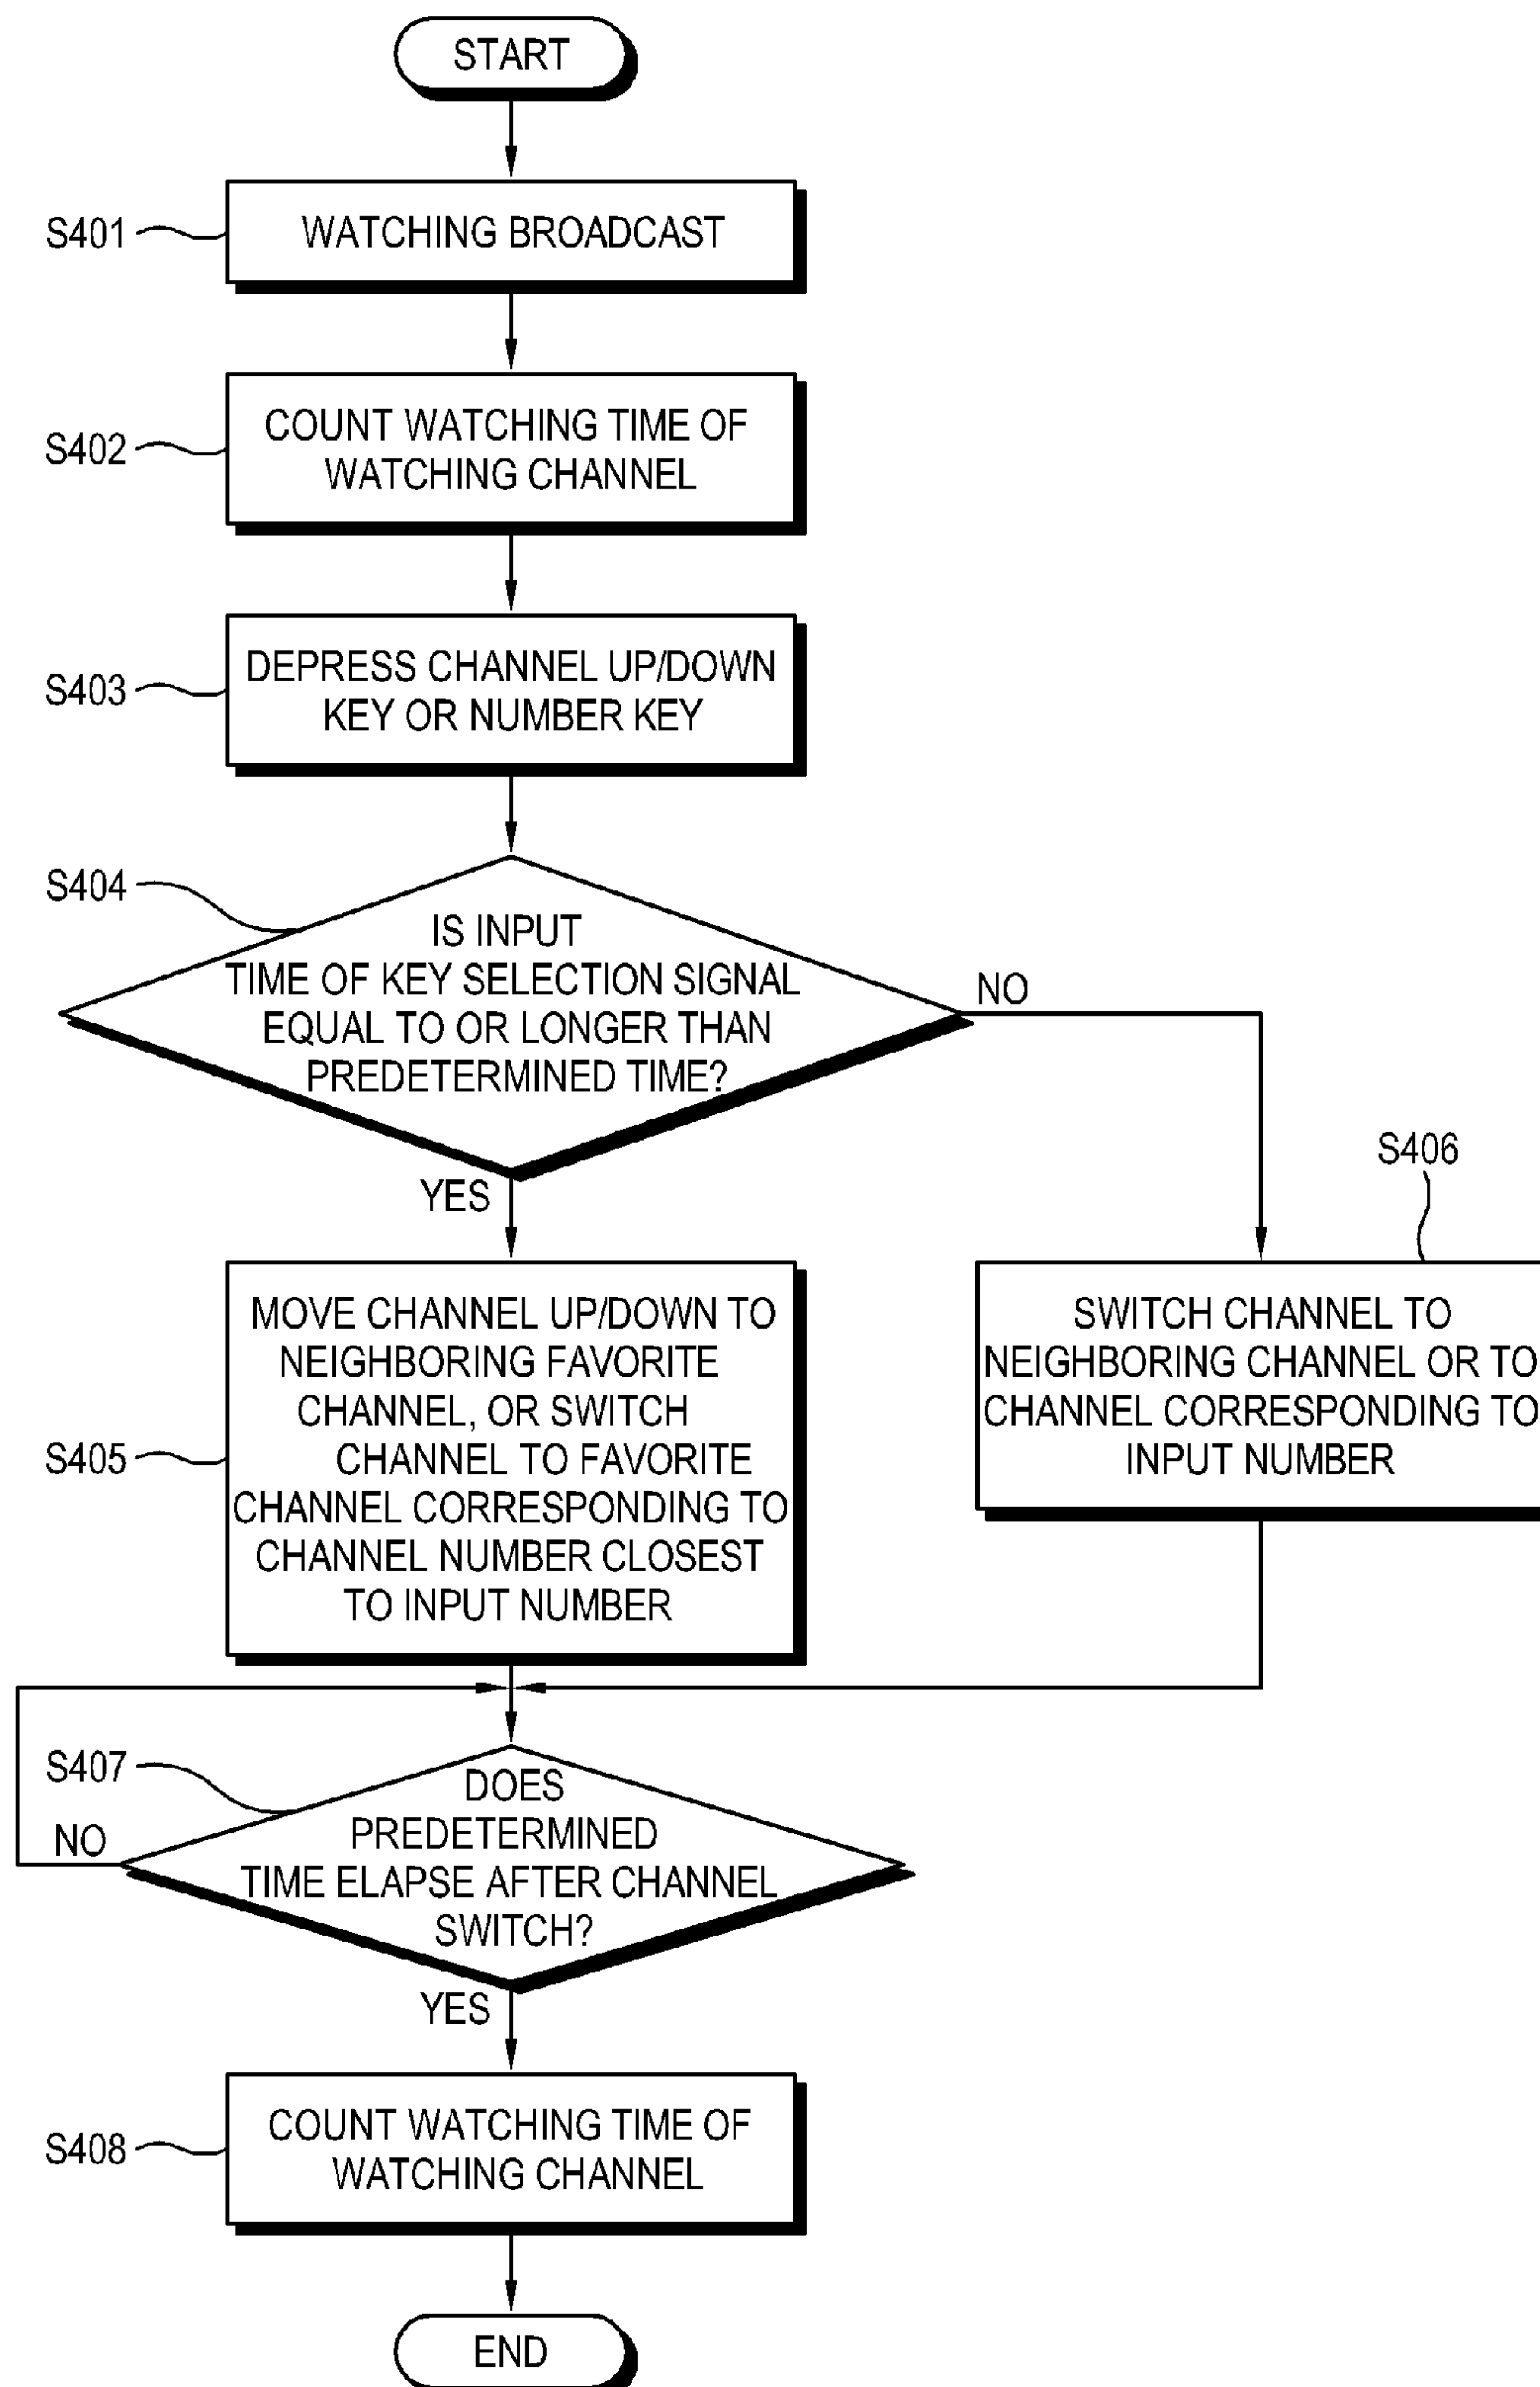 START
S401
WATCHING BROADCAST
S402
COUNT WATCHING TIME OF
WATCHING CHANNEL
S403
DEPRESS CHANNEL UP/DOWN
KEY OR NUMBER KEY
S404
IS INPUT
TIME OF KEY SELECTION SIGNAL
EQUAL TO OR LONGER THAN
PREDETERMINED TIME?
NO
YES
S405
MOVE CHANNEL UP/DOWN TO
NEIGHBORING FAVORITE
CHANNEL, OR SWITCH
CHANNEL TO FAVORITE
CHANNEL CORRESPONDING TO
CHANNEL NUMBER CLOSEST
TO INPUT NUMBER
S406
SWITCH CHANNEL TO
NEIGHBORING CHANNEL OR TO
CHANNEL CORRESPONDING TO
INPUT NUMBER
S407
DOES
PREDETERMINED
TIME ELAPSE AFTER CHANNEL
SWITCH?
NO
YES
S408
COUNT WATCHING TIME OF
WATCHING CHANNEL
END